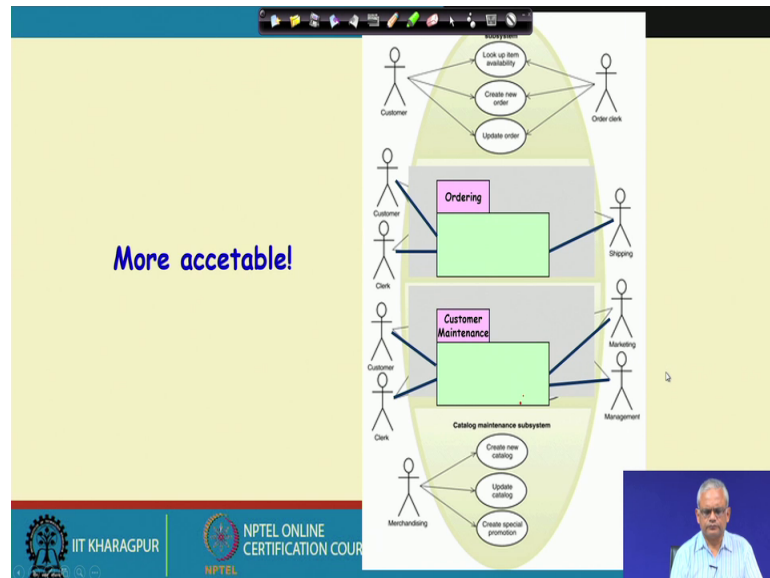 subsystem
Look up item
availability
Create new
order
Update order
Customer
Order clerk
Customer
Ordering
Clerk
Shipping
More accetable!
Customer
Maintenance
Customer
Marketing
Clerk
Management
Catalog maintenance subsystem
Create new
catalog
Update
catalog
Create special
promotion
Merchandising
IIT KHARAGPUR
NPTEL
NPTEL ONLINE
CERTIFICATION COUR